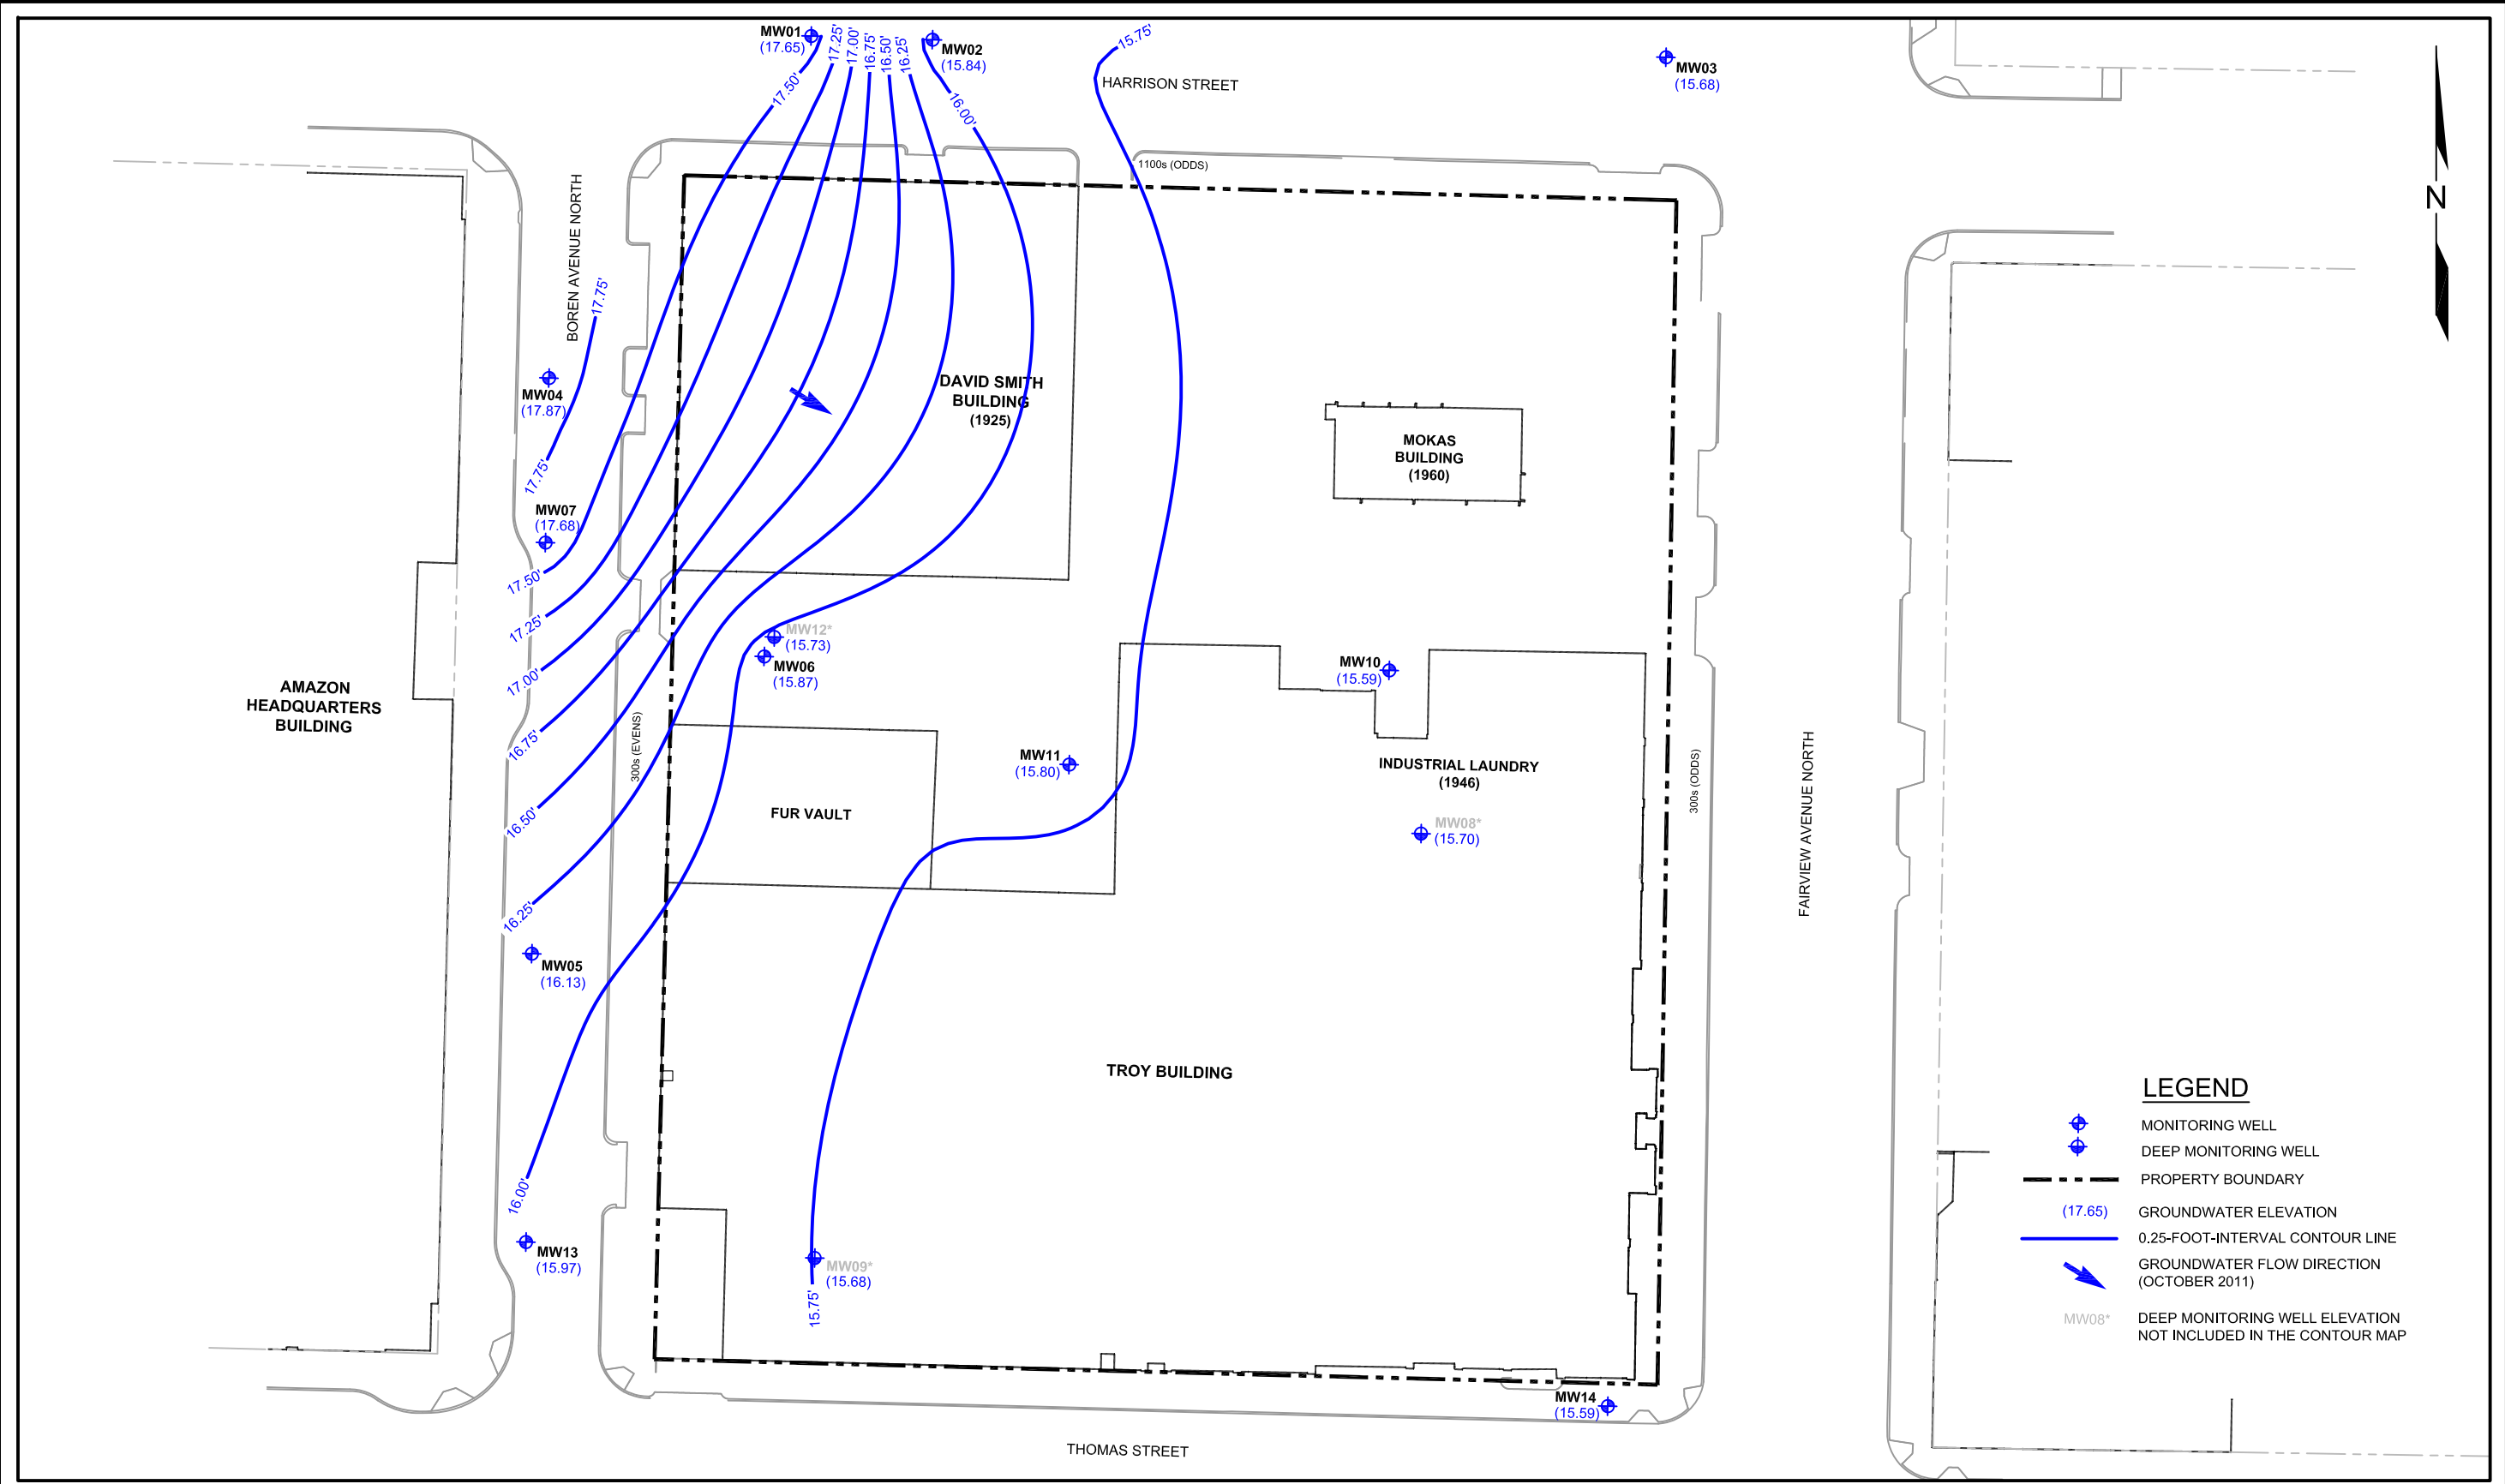 MW01
(17.65)
17.25'
17.00'
16.75'
16.50'
16.25'
MW02
(15.84)
15.75'
MW03
(15.68)
HARRISON STREET
17.50'
16.00'
1100s (ODDS)
N
BOREN AVENUE NORTH
17.75'
MW04
(17.87)
DAVID SMITH
BUILDING
(1925)
MOKAS
BUILDING
(1960)
17.75'
MW07
(17.68)
17.50'
17.25'
MW12*
(15.73)
MW06
(15.87)
MW10
(15.59)
17.00'
AMAZON
HEADQUARTERS
BUILDING
16.75'
300s (EVENS)
MW11
(15.80)
INDUSTRIAL LAUNDRY
(1946)
300s (ODDS)
FAIRVIEW AVENUE NORTH
FUR VAULT
16.50'
MW08*
(15.70)
16.25'
MW05
(16.13)
TROY BUILDING
16.00'
MW13
(15.97)
MW09*
(15.68)
15.75'
MW14
(15.59)
THOMAS STREET
LEGEND
MONITORING WELL
DEEP MONITORING WELL
PROPERTY BOUNDARY
(17.65) GROUNDWATER ELEVATION
0.25-FOOT-INTERVAL CONTOUR LINE
GROUNDWATER FLOW DIRECTION
(OCTOBER 2011)
MW08* DEEP MONITORING WELL ELEVATION
NOT INCLUDED IN THE CONTOUR MAP